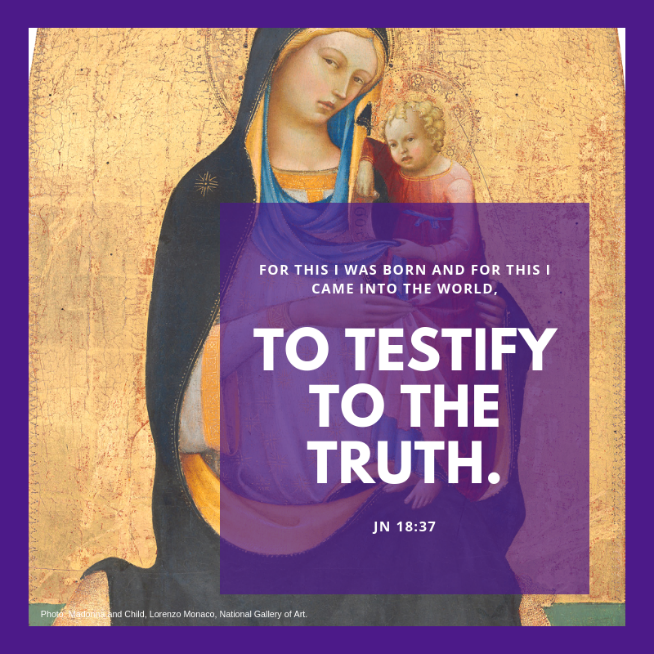 FOR THIS I WAS BORN AND FOR THIS I
CAME INTO THE WORLD,
TO TESTIFY
TO THE
TRUTH.
JN 18:37
Photo: Madonna and Child, Lorenzo Monaco, National Gallery of Art.